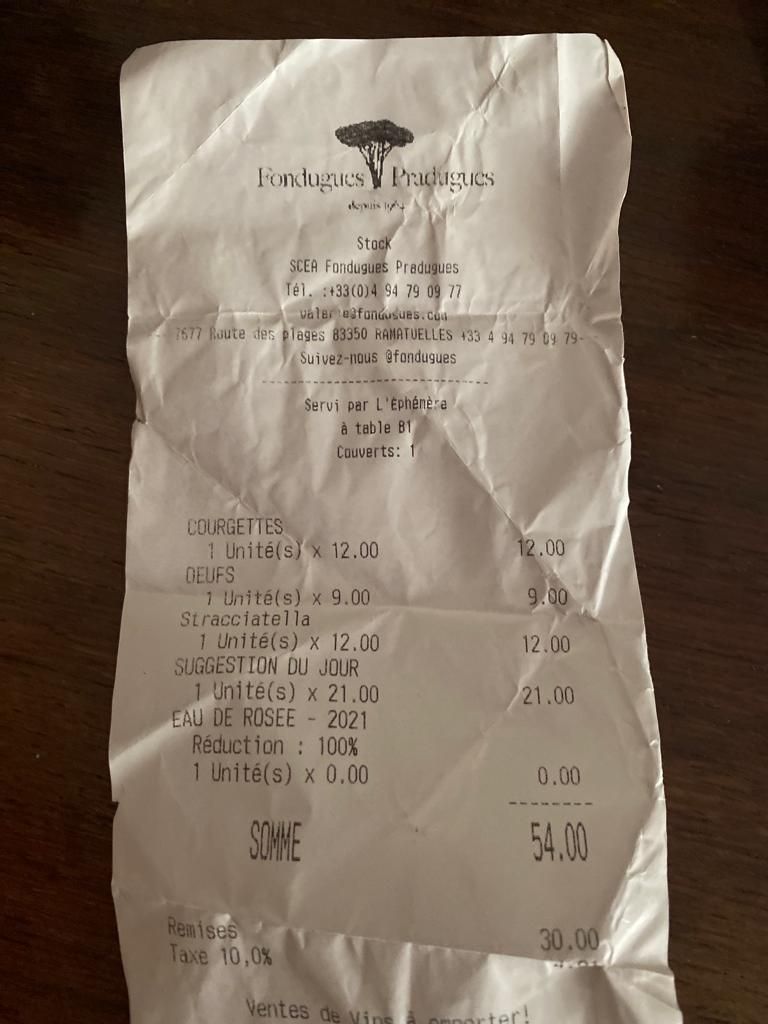 Fondugues Pradugues
depuis 1964
Stock
SCEA Fondugues Pradugues
Tél. :+33(0)4 94 79 09 77
7677 Route des plages 83350 RAMATUELLES +33 4 94 79 09 79-
Suivez-nous @fondugues
Servi par L'Éphémère
à table B1
Couverts: 1
COURGETTES
1 Unité(s) x 12.00 12.00
OEUFS
1 Unité(s) x 9.00 9.00
Stracciatella
1 Unité(s) x 12.00 12.00
SUGGESTION DU JOUR
1 Unité(s) x 21.00 21.00
EAU DE ROSEE - 2021
Réduction : 100%
1 Unité(s) x 0.00 0.00
SOMME 54.00
Remises 30.00
Taxe 10,0%
Ventes de Vins à emporter!